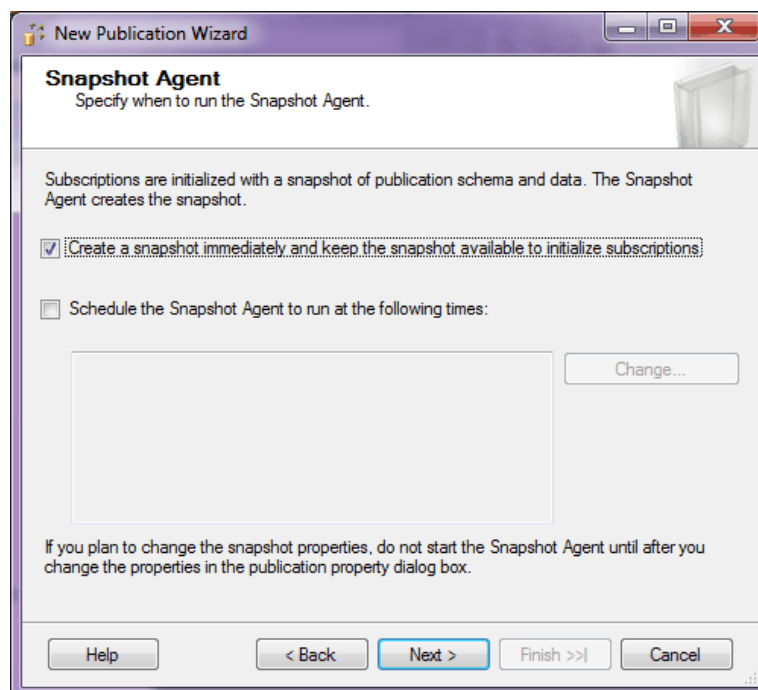 New Publication Wizard
Snapshot Agent
Specify when to run the Snapshot Agent.
Subscriptions are initialized with a snapshot of publication schema and data. The Snapshot
Agent creates the snapshot.
Create a snapshot immediately and keep the snapshot available to initialize subscriptions
Schedule the Snapshot Agent to run at the following times:
Change...
If you plan to change the snapshot properties, do not start the Snapshot Agent until after you
change the properties in the publication property dialog box.
Help
< Back
Next >
Finish >>|
Cancel